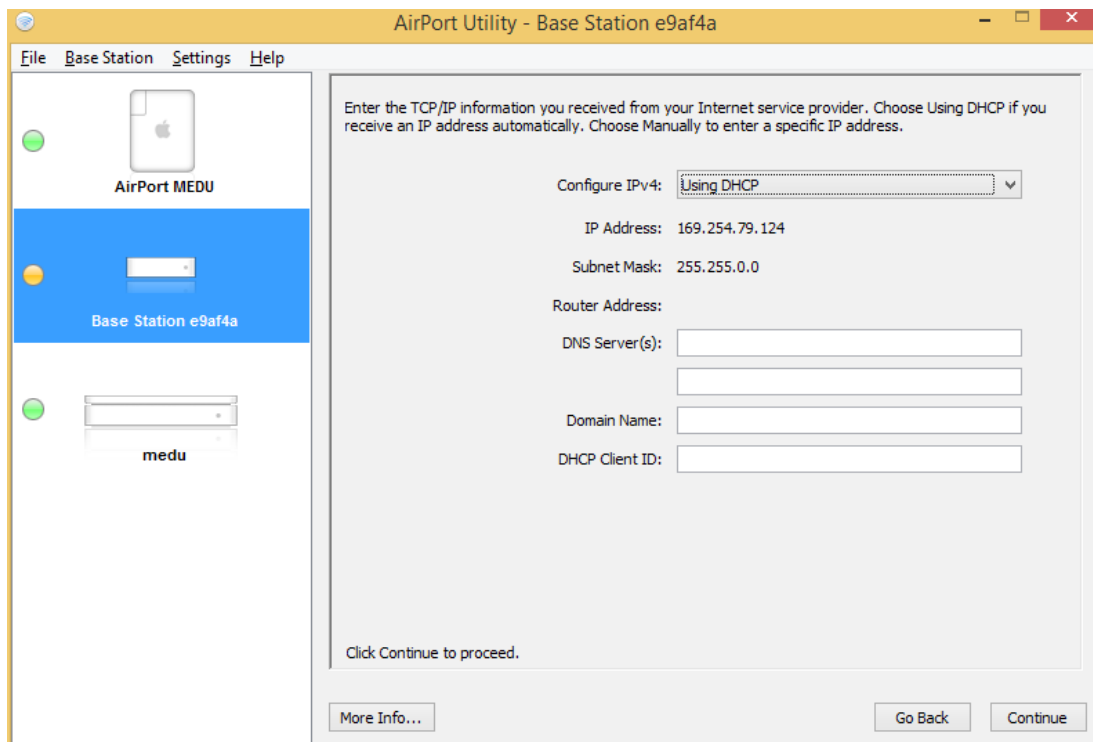 AirPort Utility - Base Station e9af4a
File Base Station Settings Help
AirPort MEDU
Base Station e9af4a
medu
Enter the TCP/IP information you received from your Internet service provider. Choose Using DHCP if you
receive an IP address automatically. Choose Manually to enter a specific IP address.
Configure IPv4: Using DHCP
IP Address: 169.254.79.124
Subnet Mask: 255.255.0.0
Router Address:
DNS Server(s):
Domain Name:
DHCP Client ID:
Click Continue to proceed.
More Info... Go Back Continue